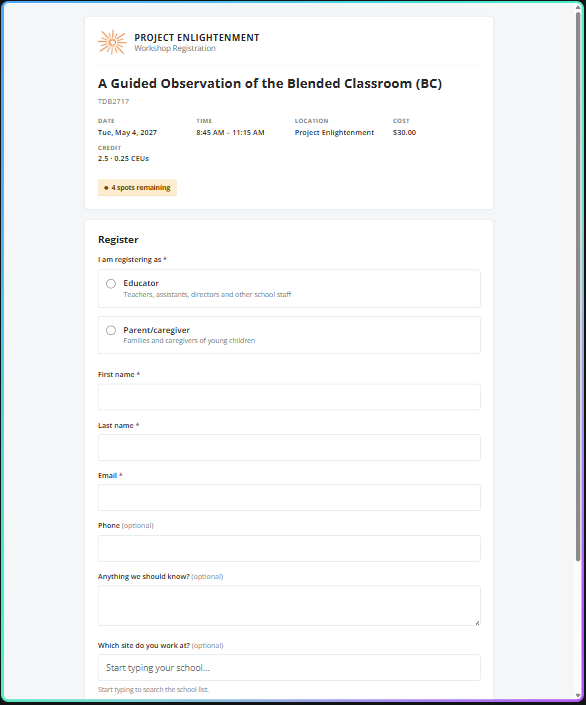 PROJECT ENLIGHTENMENT
Workshop Registration
A Guided Observation of the Blended Classroom (BC)
TDB2717
DATE TIME LOCATION COST
Tue, May 4, 2027 8:45 AM – 11:15 AM Project Enlightenment $30.00
CREDIT
2.5 · 0.25 CEUs
4 spots remaining
Register
I am registering as *
Educator
Teachers, assistants, directors and other school staff
Parent/caregiver
Families and caregivers of young children
First name *
Last name *
Email *
Phone (optional)
Anything we should know? (optional)
Which site do you work at? (optional)
Start typing your school...
Start typing to search the school list.